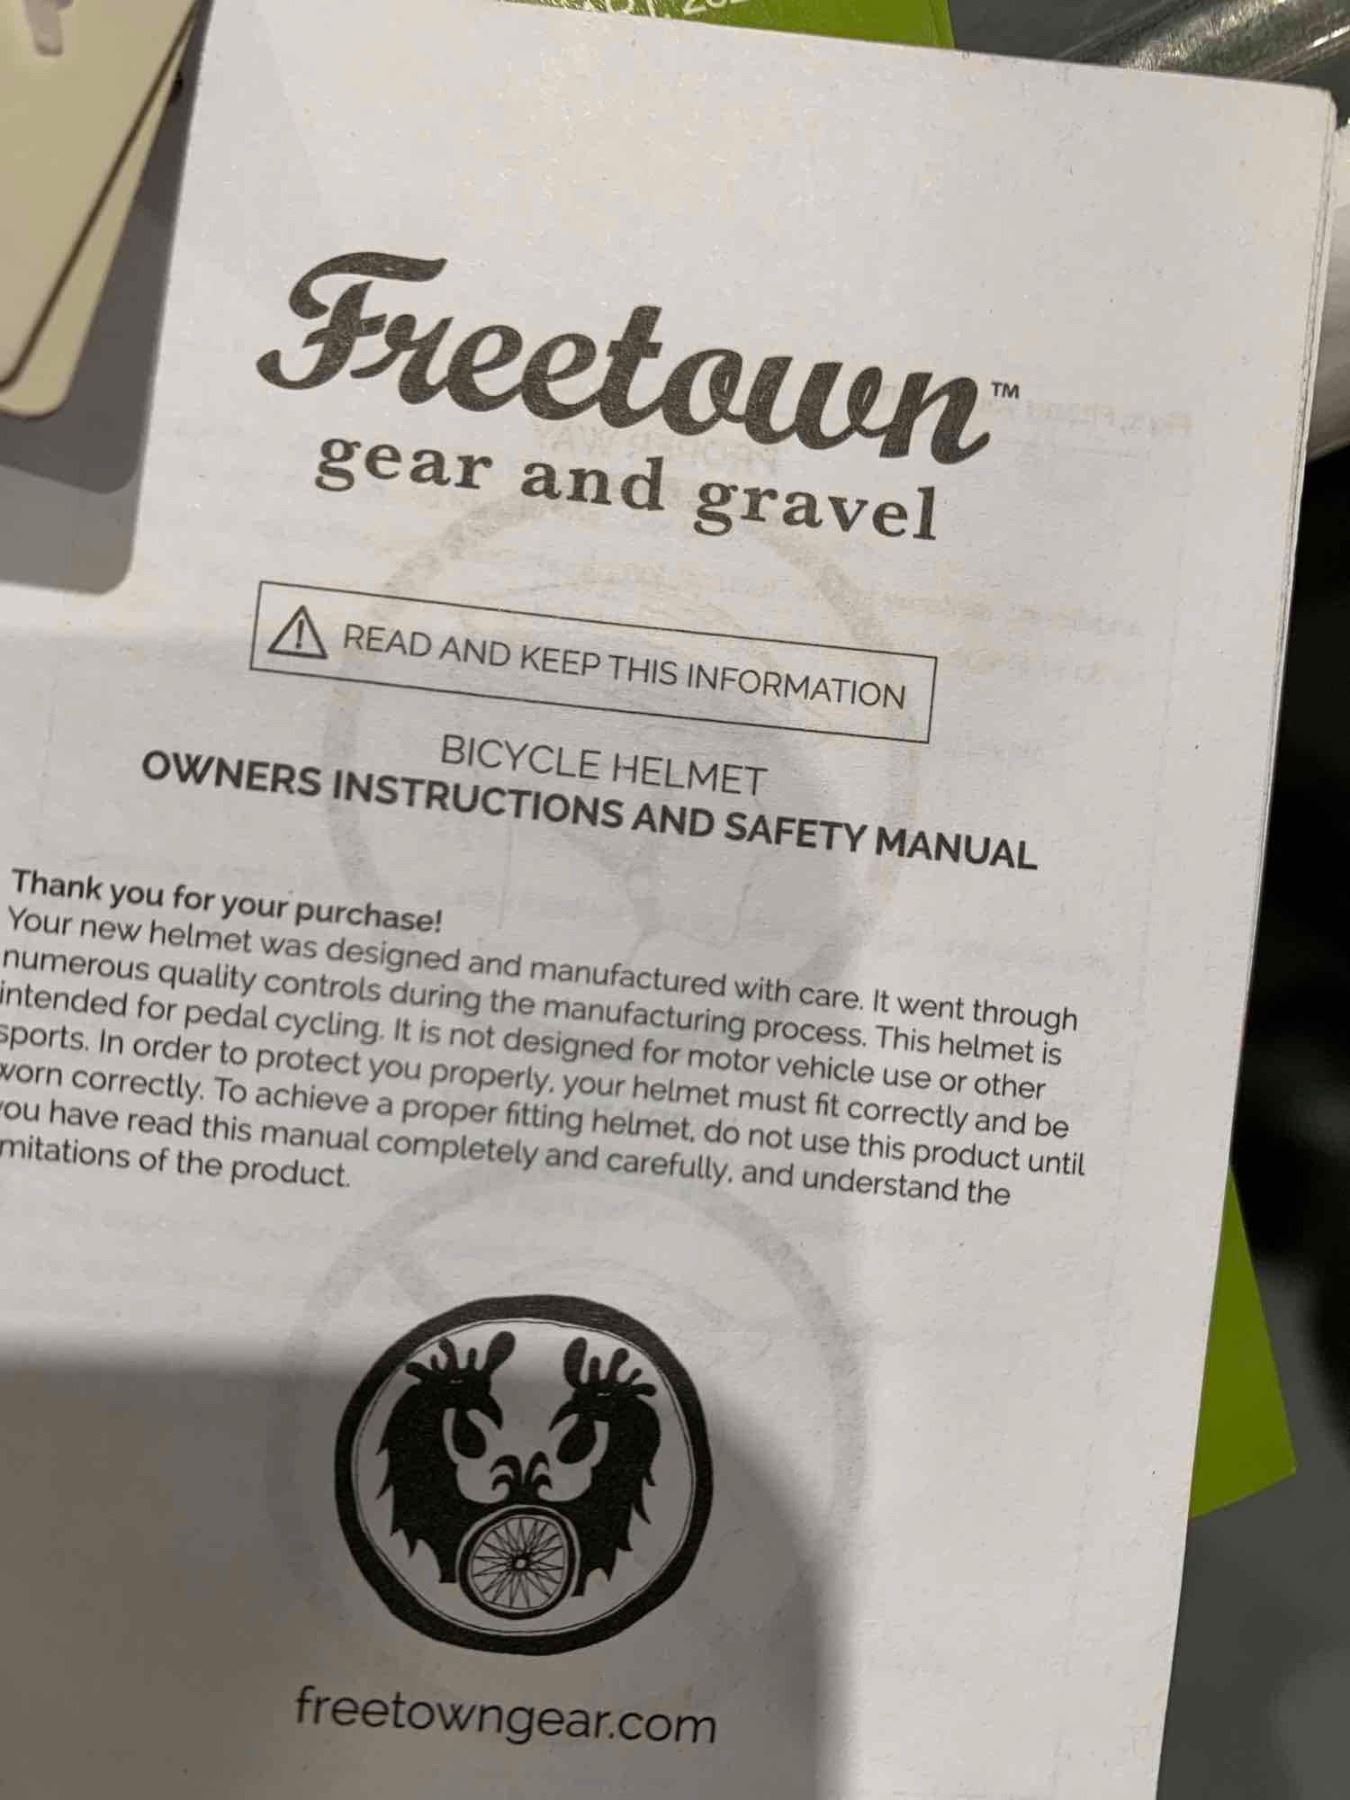 Freetown™
gear and gravel
READ AND KEEP THIS INFORMATION
BICYCLE HELMET
OWNERS INSTRUCTIONS AND SAFETY MANUAL
Thank you for your purchase!
Your new helmet was designed and manufactured with care. It went through
numerous quality controls during the manufacturing process. This helmet is
intended for pedal cycling. It is not designed for motor vehicle use or other
sports. In order to protect you properly, your helmet must fit correctly and be
worn correctly. To achieve a proper fitting helmet, do not use this product until
you have read this manual completely and carefully, and understand the
mitations of the product.
freetowngear.com